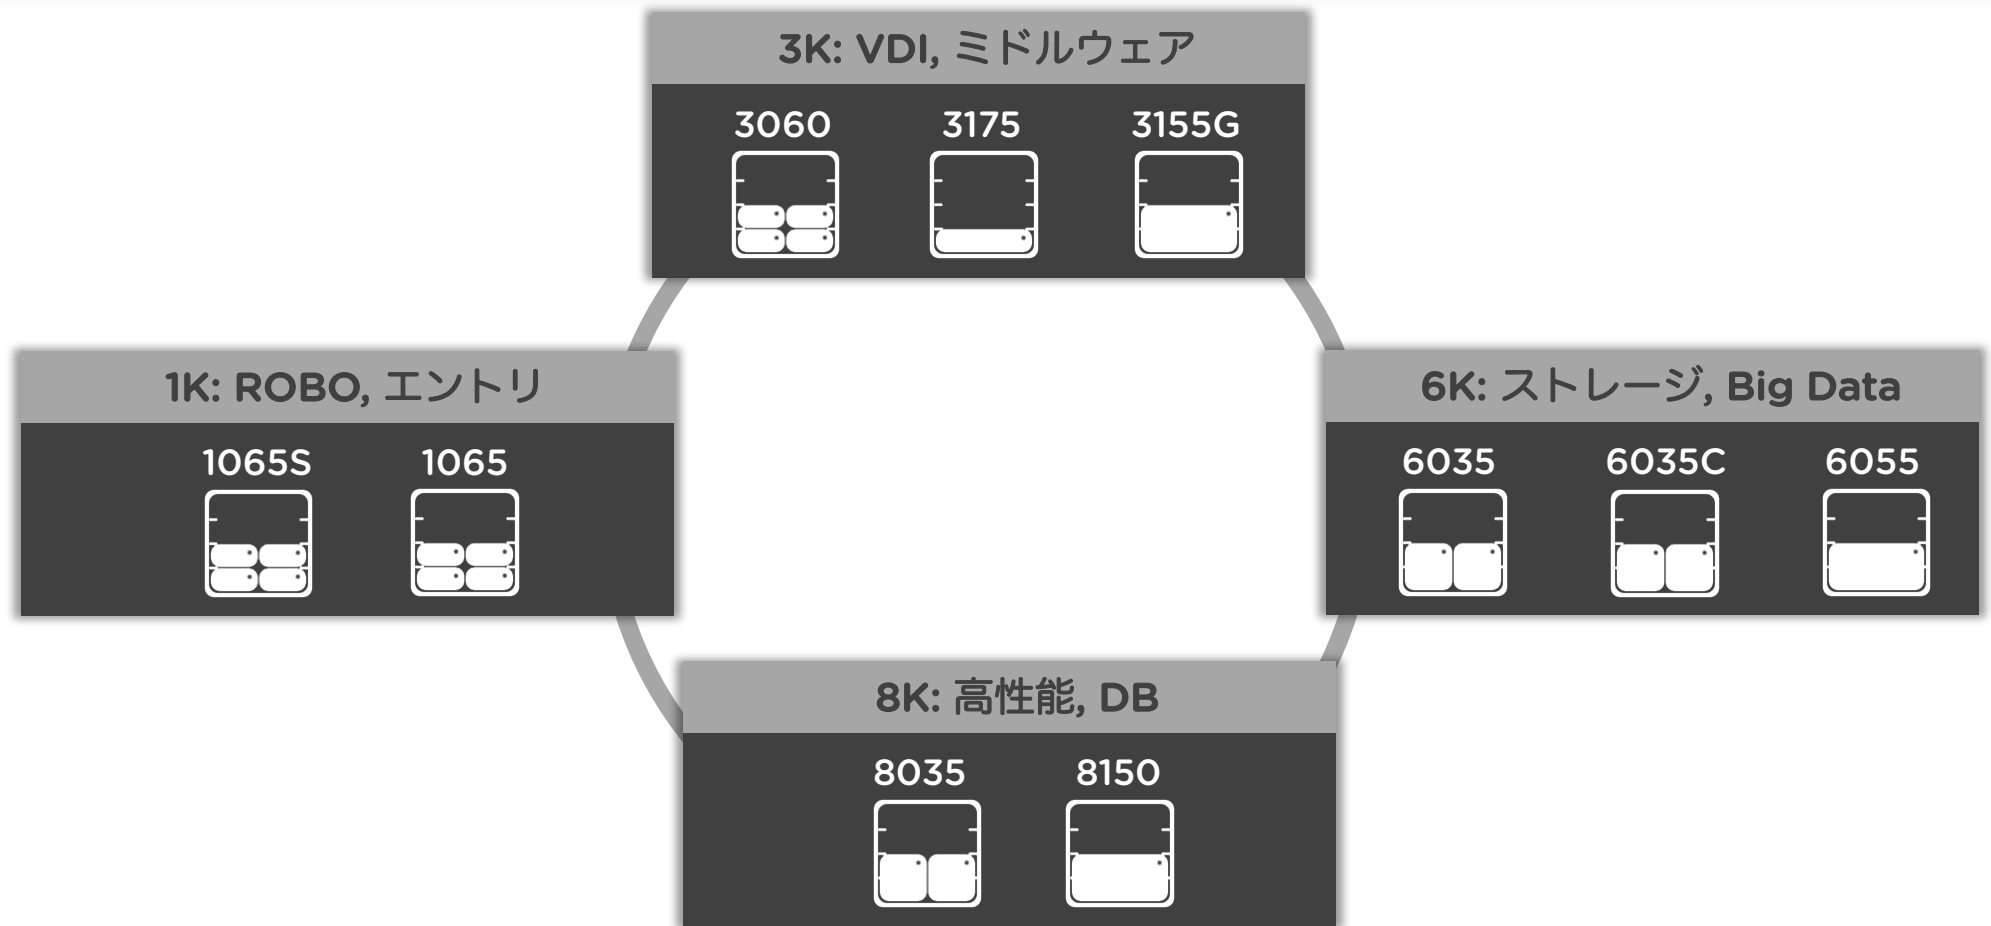 3K: VDI, ミドルウェア
3060 3175 3155G
1K: ROBO, エントリ
1065S 1065
6K: ストレージ, Big Data
6035 6035C 6055
8K: 高性能, DB
8035 8150